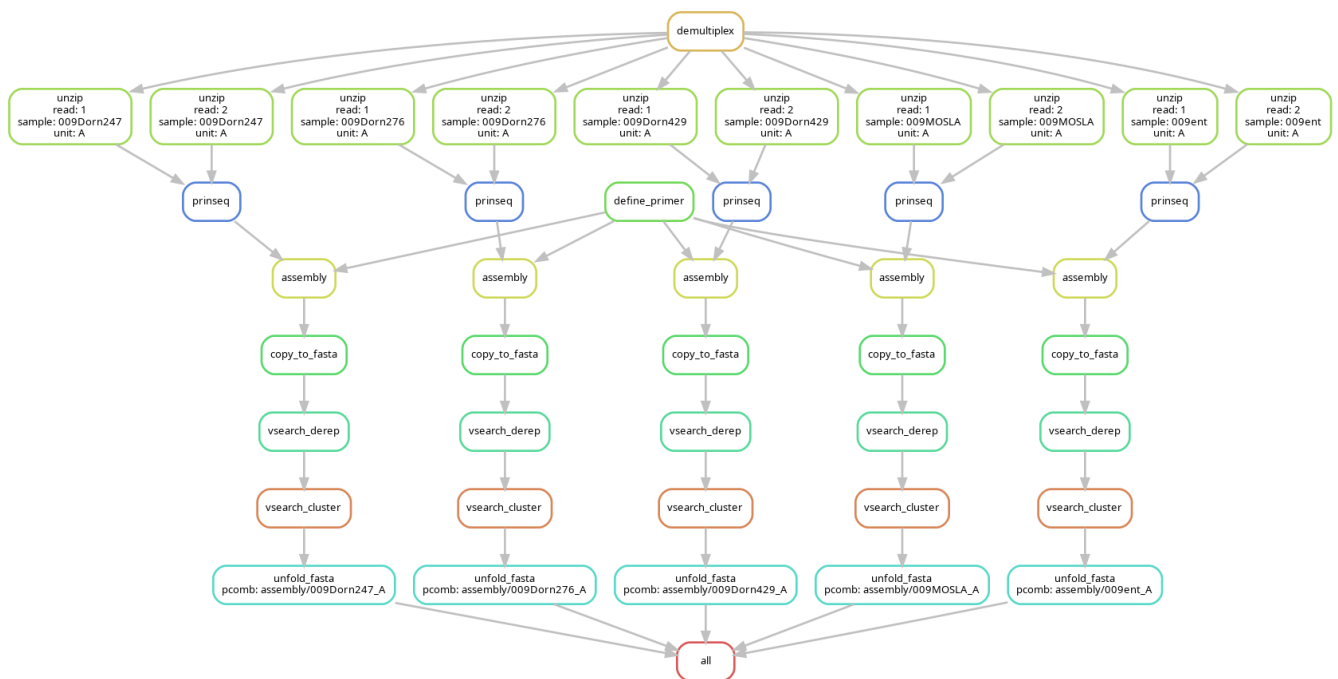 demultiplex
unzip
read: 1
sample: 009Dorn247
unit: A
unzip
read: 2
sample: 009Dorn247
unit: A
unzip
read: 1
sample: 009Dorn276
unit: A
unzip
read: 2
sample: 009Dorn276
unit: A
unzip
read: 1
sample: 009Dorn429
unit: A
unzip
read: 2
sample: 009Dorn429
unit: A
unzip
read: 1
sample: 009MOSLA
unit: A
unzip
read: 2
sample: 009MOSLA
unit: A
unzip
read: 1
sample: 009ent
unit: A
unzip
read: 2
sample: 009ent
unit: A
prinseq
prinseq
define_primer
prinseq
prinseq
prinseq
assembly
assembly
assembly
assembly
assembly
copy_to_fasta
copy_to_fasta
copy_to_fasta
copy_to_fasta
copy_to_fasta
vsearch_derep
vsearch_derep
vsearch_derep
vsearch_derep
vsearch_derep
vsearch_cluster
vsearch_cluster
vsearch_cluster
vsearch_cluster
vsearch_cluster
unfold_fasta
pcomb: assembly/009Dorn247_A
unfold_fasta
pcomb: assembly/009Dorn276_A
unfold_fasta
pcomb: assembly/009Dorn429_A
unfold_fasta
pcomb: assembly/009MOSLA_A
unfold_fasta
pcomb: assembly/009ent_A
all